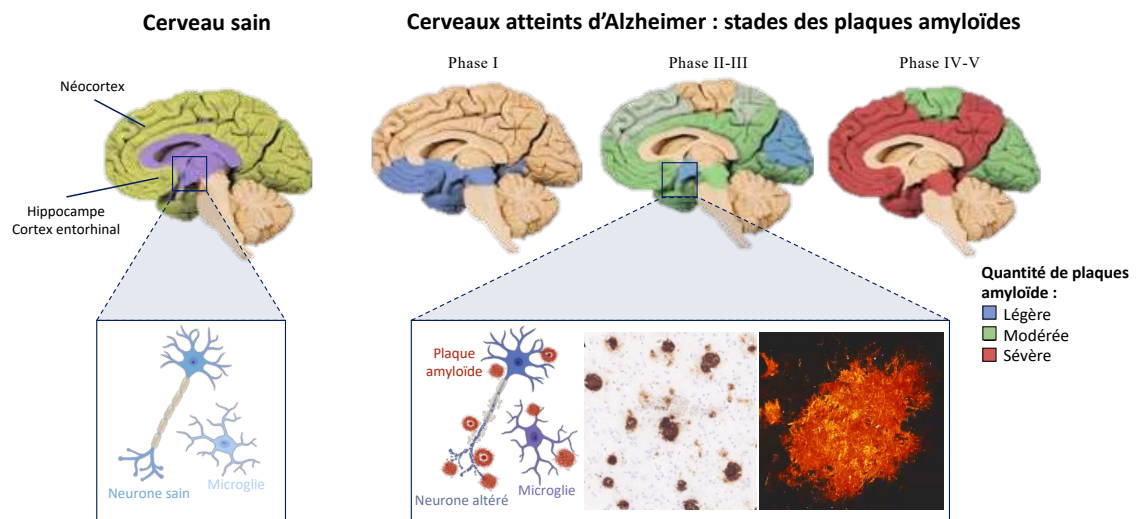 Cerveau sain
Cerveaux atteints d’Alzheimer : stades des plaques amyloïdes
Phase I
Phase II-III
Phase IV-V
Néocortex
Hippocampe
Cortex entorhinal
Quantité de plaques
amyloïde :
Légère
Modérée
Sévère
Plaque
amyloïde
Neurone sain
Microglie
Neurone altéré
Microglie